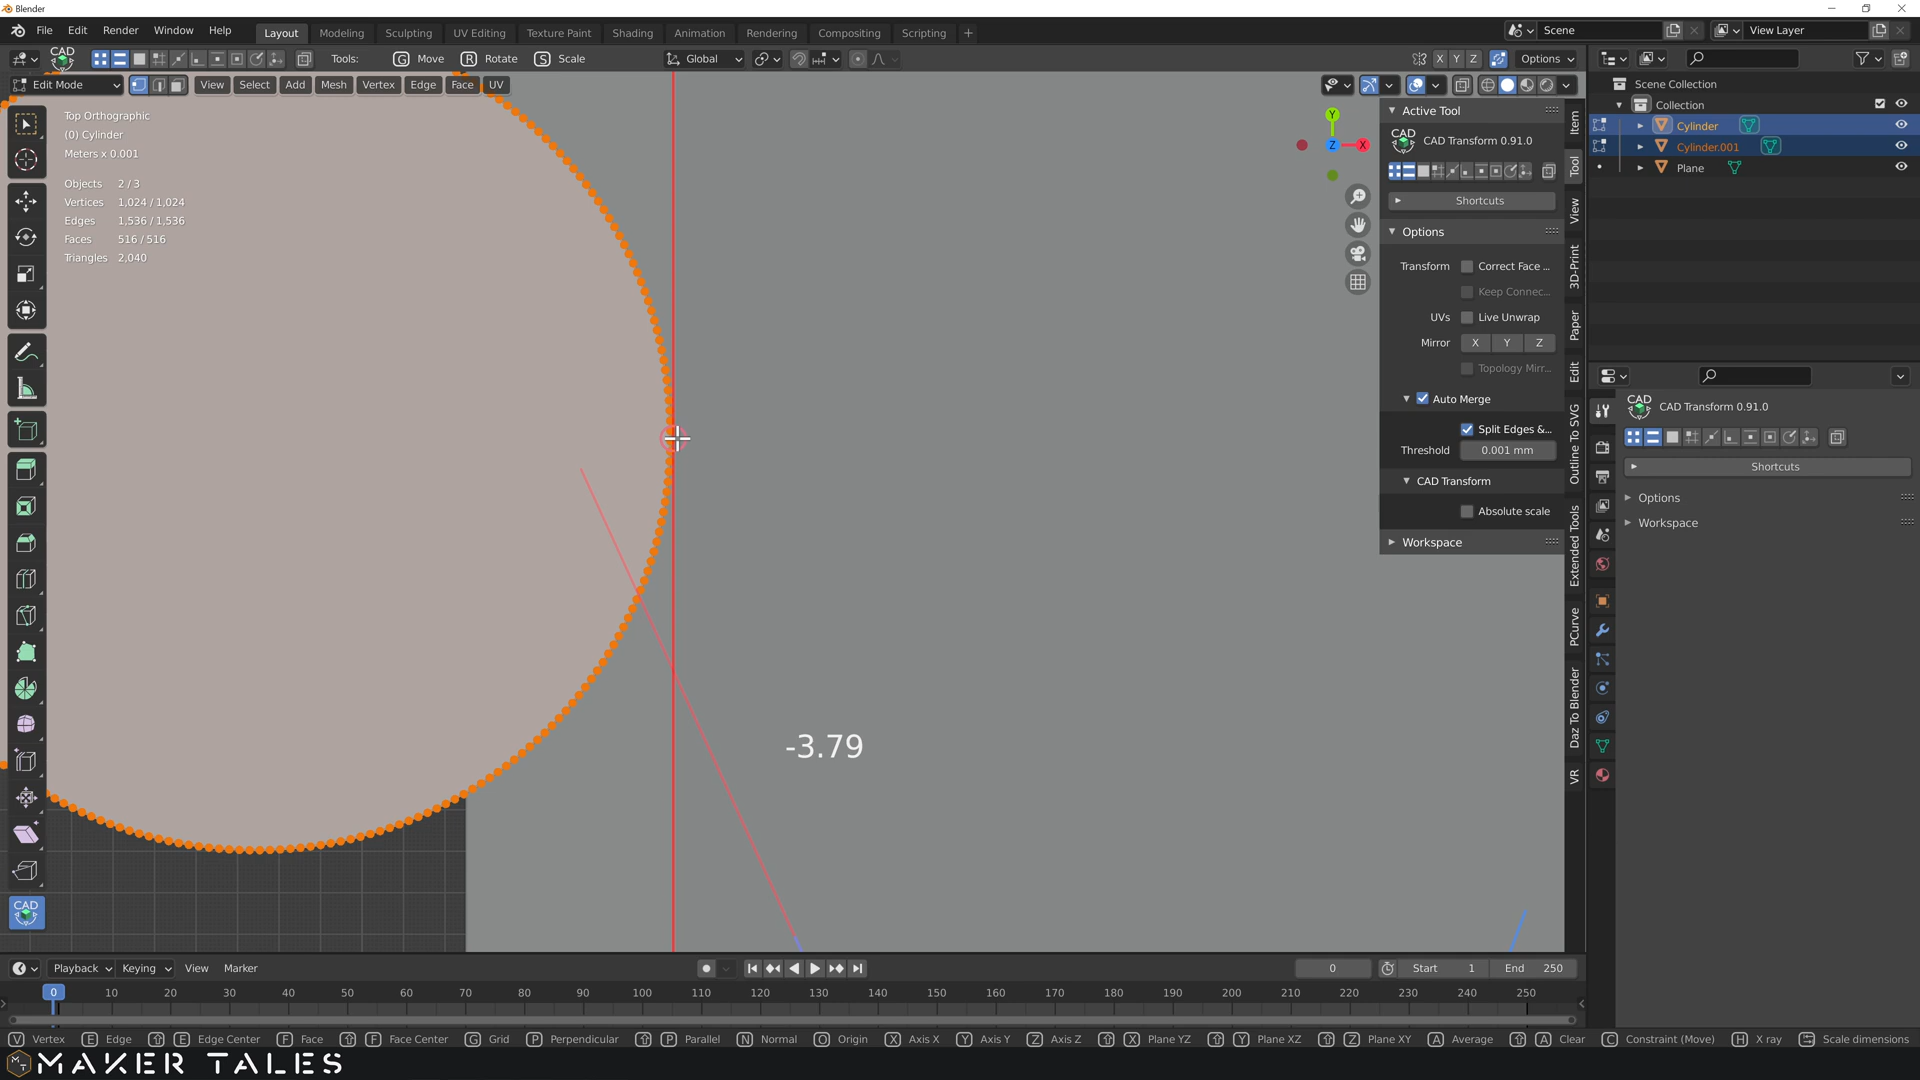 Blender
File Edit Render Window Help Layout Modeling Sculpting UV Editing Texture Paint Shading Animation Rendering Compositing Scripting + Scene View Layer
CAD Tools: G Move R Rotate S Scale Global X Y Z Options
Edit Mode View Select Add Mesh Vertex Edge Face UV
Top Orthographic
(0) Cylinder
Meters x 0.001
Objects 2 / 3
Vertices 1,024 / 1,024
Edges 1,536 / 1,536
Faces 516 / 516
Triangles 2,040
-3.79
Y
Z X
CAD
Active Tool
CAD CAD Transform 0.91.0
Shortcuts
Options
Transform Correct Face ...
Keep Connec...
UVs Live Unwrap
Mirror X Y Z
Topology Mirr...
Auto Merge
Split Edges &...
Threshold 0.001 mm
CAD Transform
Absolute scale
Workspace
Item
Tool
View
3D-Print
Paper
Edit
Outline To SVG
Extended Tools
PCurve
Daz To Blender
VR
Scene Collection
Collection
Cylinder
Cylinder.001
Plane
CAD CAD Transform 0.91.0
Shortcuts
Options
Workspace
Playback Keying View Marker 0 Start 1 End 250
0 10 20 30 40 50 60 70 80 90 100 110 120 130 140 150 160 170 180 190 200 210 220 230 240 250
V Vertex E Edge E Edge Center F Face F Face Center G Grid P Perpendicular P Parallel N Normal O Origin X Axis X Y Axis Y Z Axis Z X Plane YZ Y Plane XZ Z Plane XY A Average A Clear C Constraint (Move) H X ray Scale dimensions
MAKER TALES